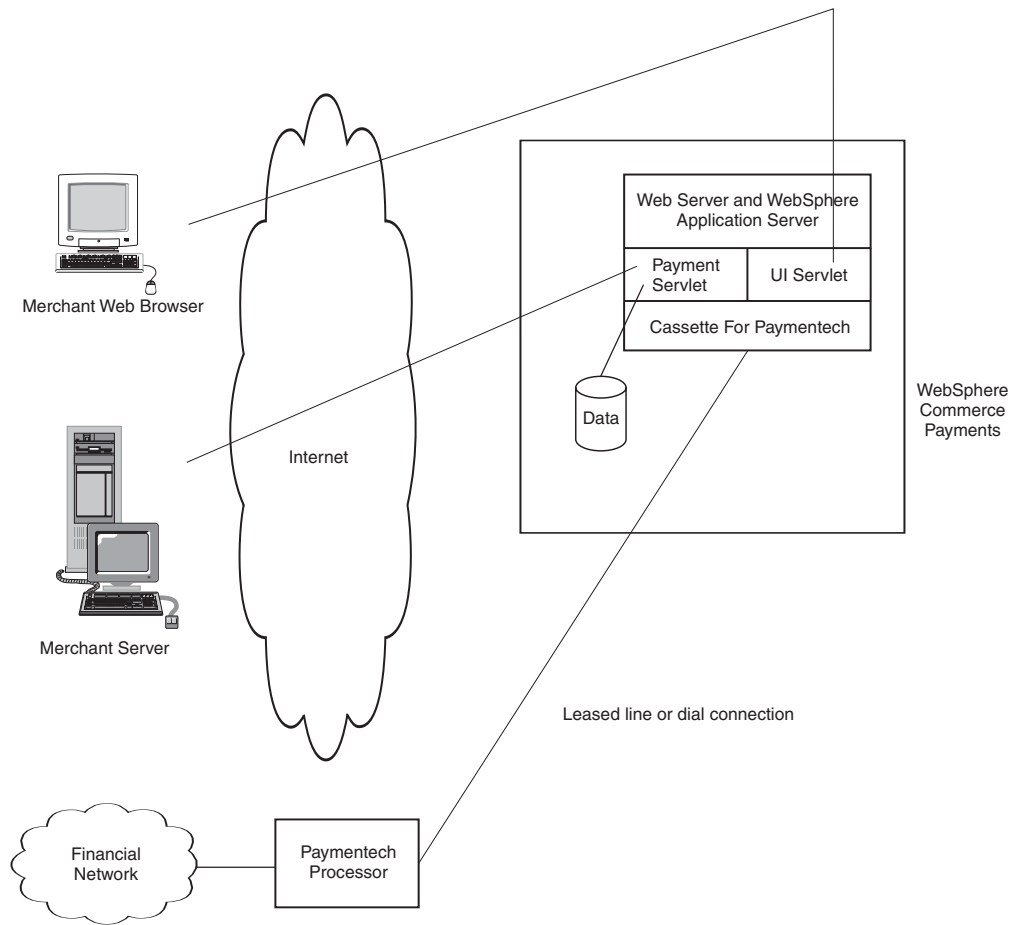 Web Server and WebSphere
Application Server
Payment
Servlet
UI Servlet
Cassette For Paymentech
Merchant Web Browser
Data
WebSphere
Commerce
Payments
Internet
Merchant Server
Leased line or dial connection
Financial
Network
Paymentech
Processor